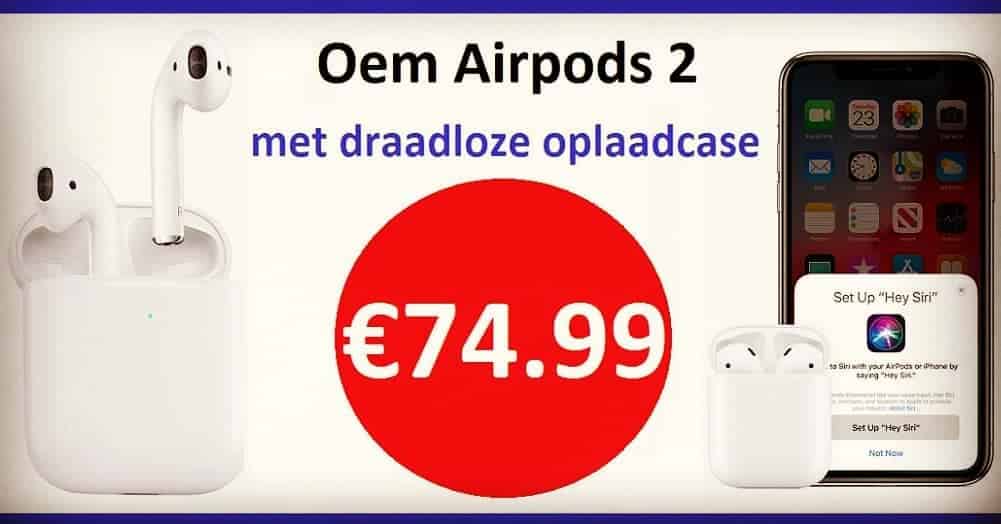 Oem Airpods 2
met draadloze oplaadcase
€74.99
23
Set Up “Hey Siri”
to Siri with your AirPods or iPhone by
saying “Hey Siri.”
Set Up “Hey Siri”
Not Now